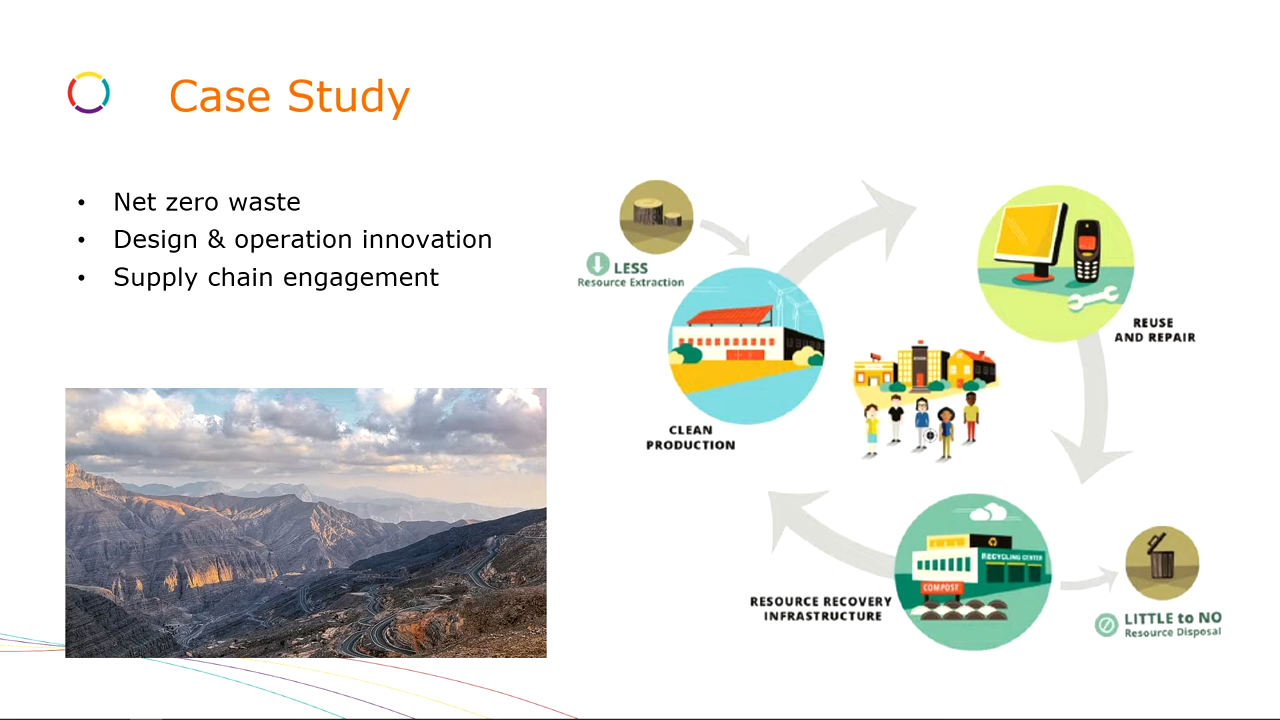 Case Study
• Net zero waste
• Design & operation innovation
• Supply chain engagement
LESS
Resource Extraction
CLEAN
PRODUCTION
REUSE
AND REPAIR
RECYCLING CENTER
COMPOST
RESOURCE RECOVERY
INFRASTRUCTURE
LITTLE to NO
Resource Disposal